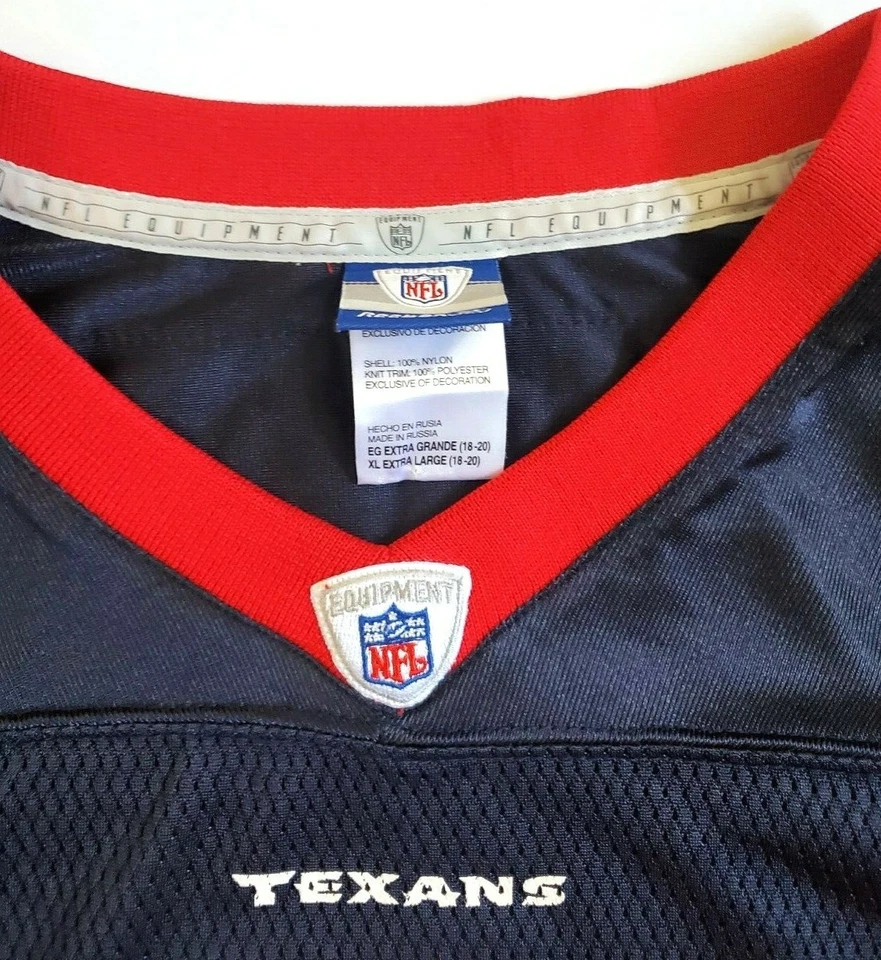 NFL EQUIPMENT
EQUIPMENT
NFL
NFL EQUIPMENT
EQUIPMENT
NFL
EXCLUSIVO DE DECORACION
SHELL: 100% NYLON
KNIT TRIM: 100% POLYESTER
EXCLUSIVE OF DECORATION
HECHO EN RUSIA
MADE IN RUSSIA
EG EXTRA GRANDE (18-20)
XL EXTRA LARGE (18-20)
EQUIPMENT
NFL
TEXANS